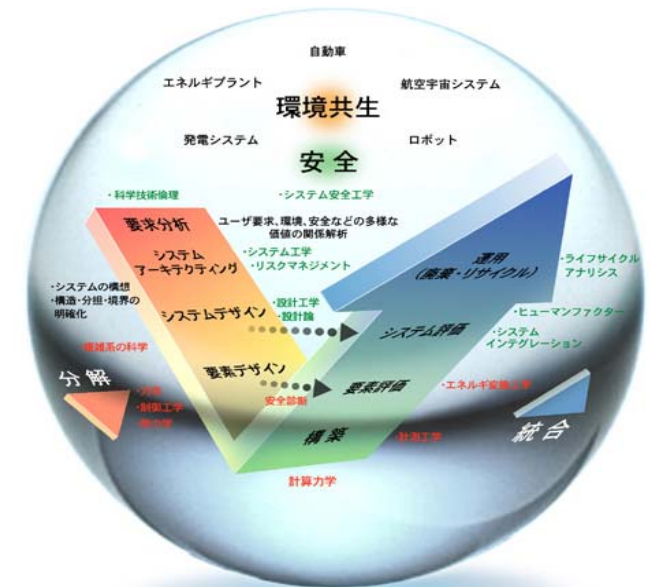 自動車
エネルギプラント
航空宇宙システム
環境共生
発電システム
ロボット
安全
・科学技術倫理
・システム安全工学
要求分析
ユーザ要求、環境、安全などの多様な
価値の関係解析
システム
アーキテクティング
・システム工学
・リスクマネジメント
運用
(廃棄・リサイクル)
・ライフサイクル
アナリシス
・システムの構想
・構造・分担・境界の
明確化
システムデザイン
・設計工学
・設計論
システム評価
・ヒューマンファクター
・システム
インテグレーション
・複雑系の科学
要素デザイン
要素評価
分解
安全診断
・エネルギ変換工学
・制御工学
構築
・計測工学
統合
計算力学